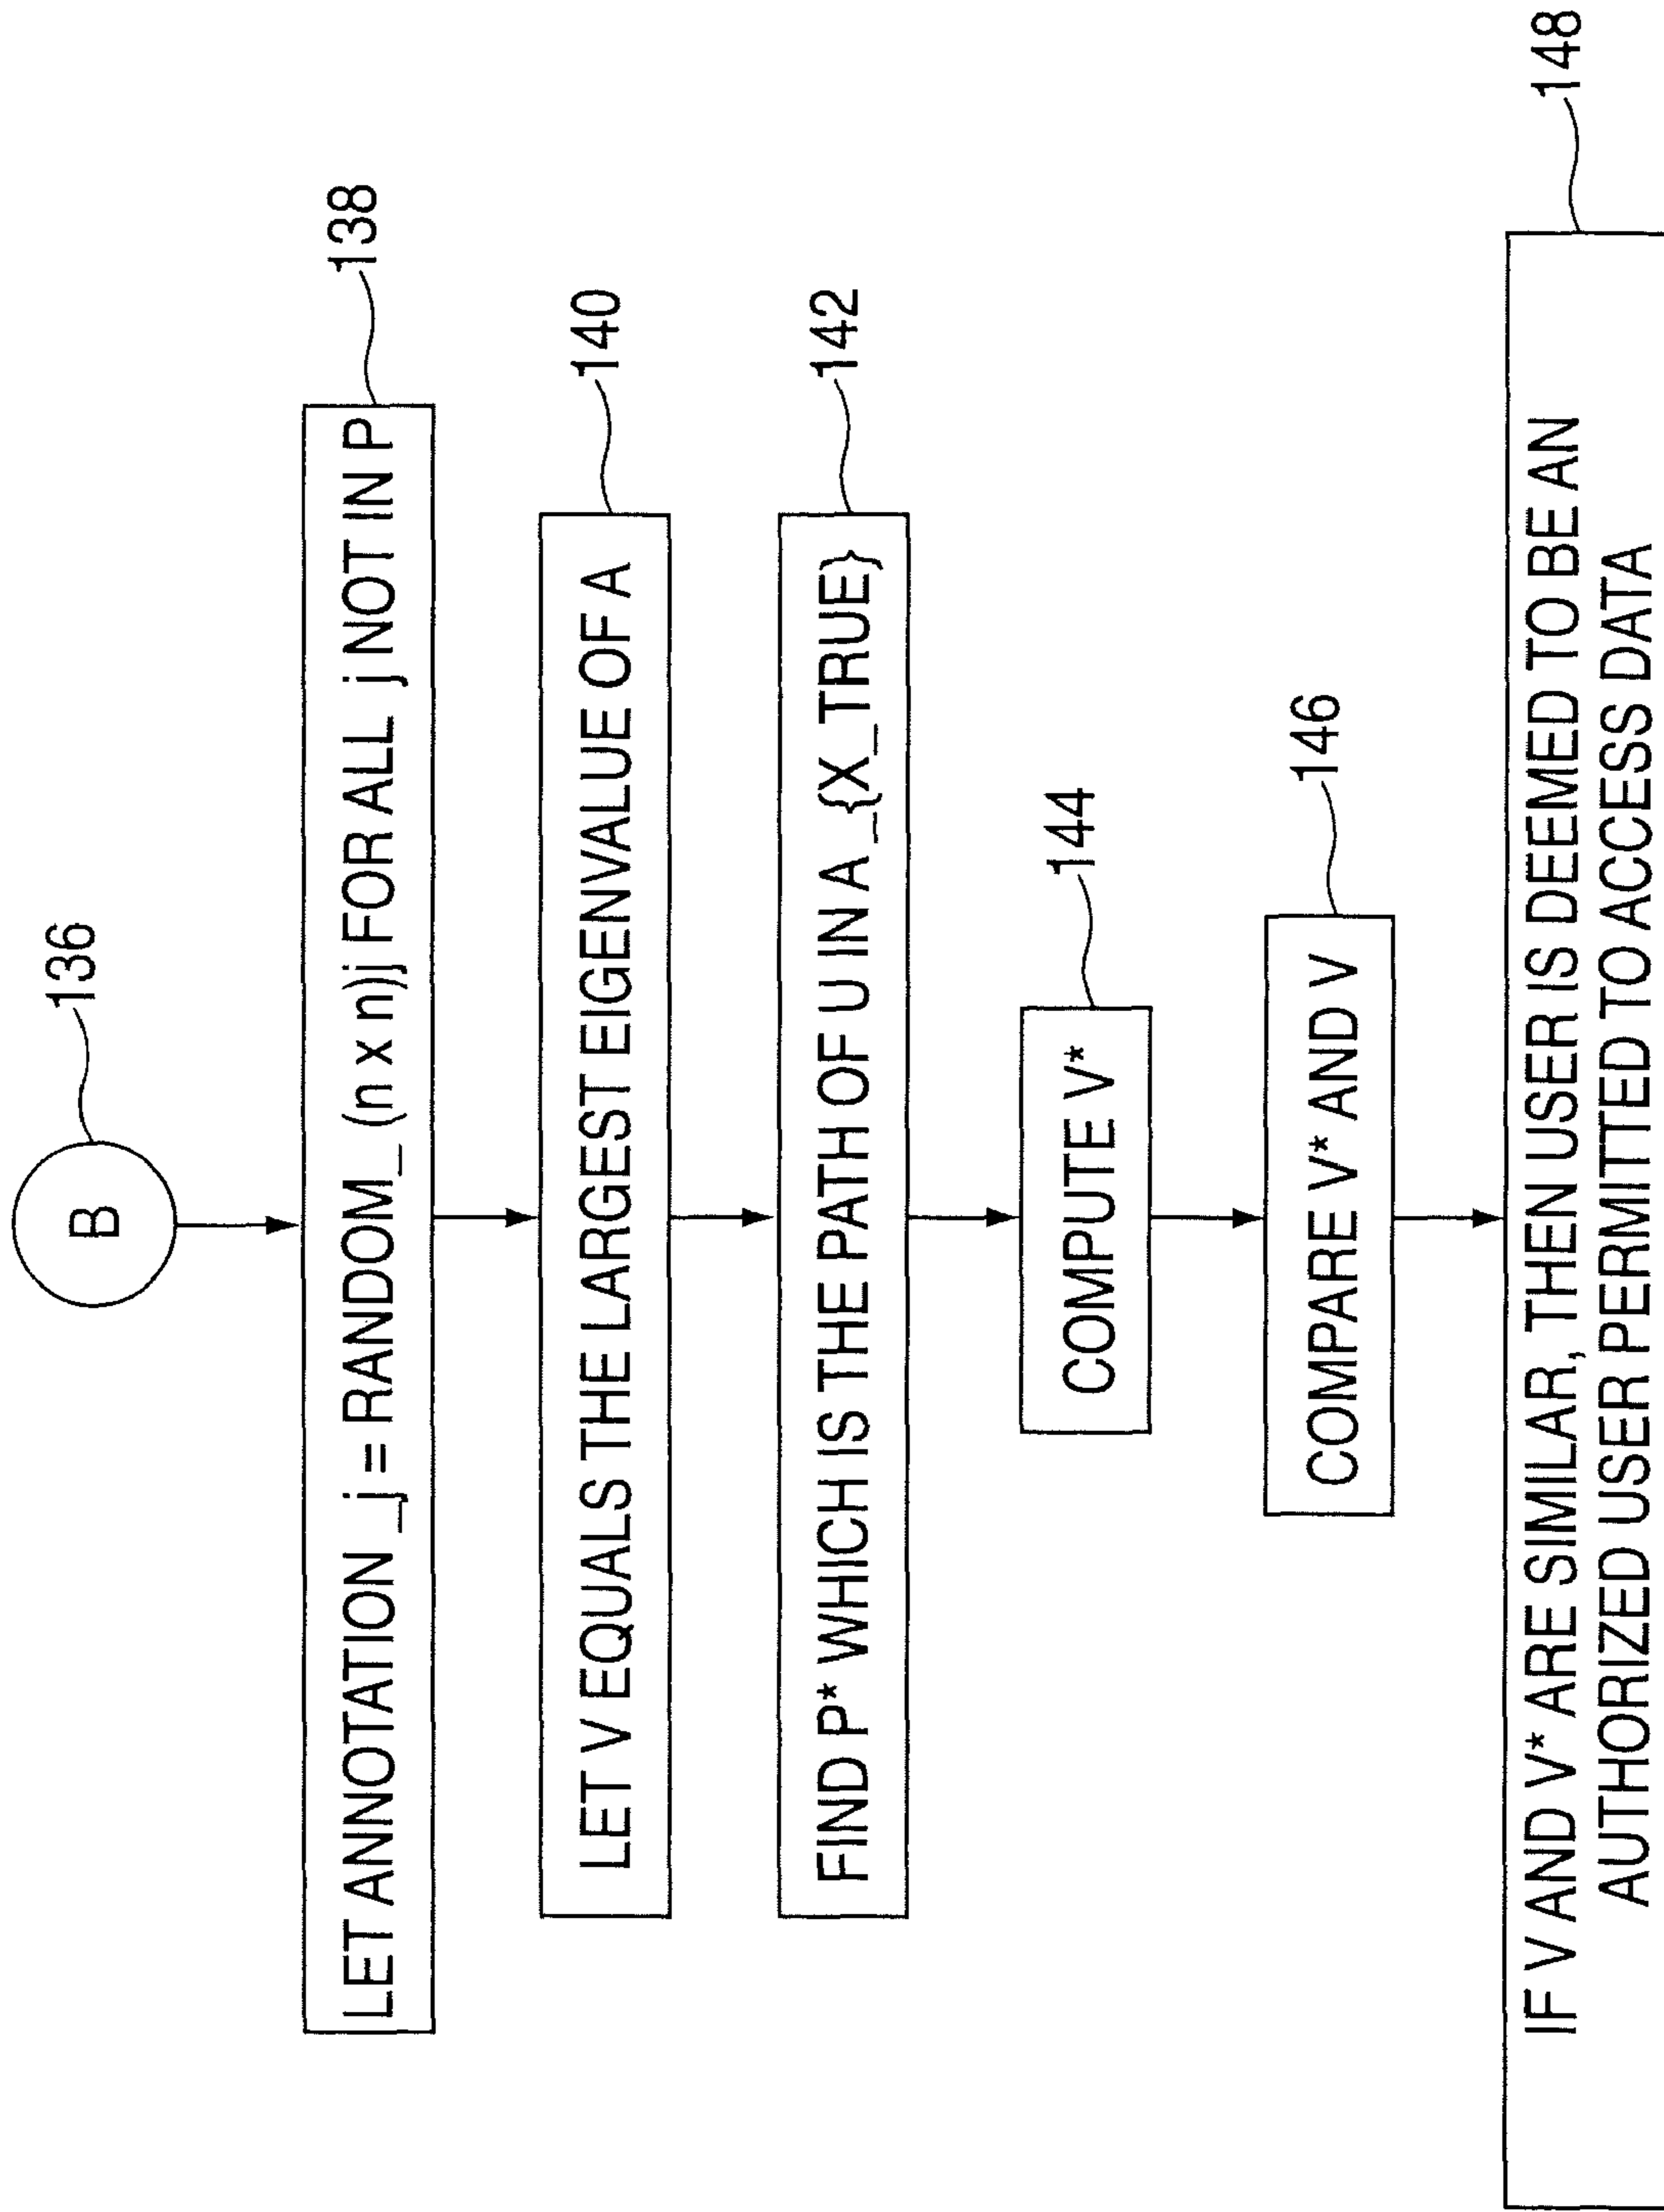 B
136
LET ANNOTATION _j = RANDOM_ (n x n)j FOR ALL j NOT IN P
138
LET V EQUALS THE LARGEST EIGENVALUE OF A
140
FIND P* WHICH IS THE PATH OF U IN A _{X_TRUE}
142
COMPUTE V*
144
COMPARE V* AND V
146
IF V AND V* ARE SIMILAR, THEN USER IS DEEMED TO BE AN
AUTHORIZED USER PERMITTED TO ACCESS DATA
148